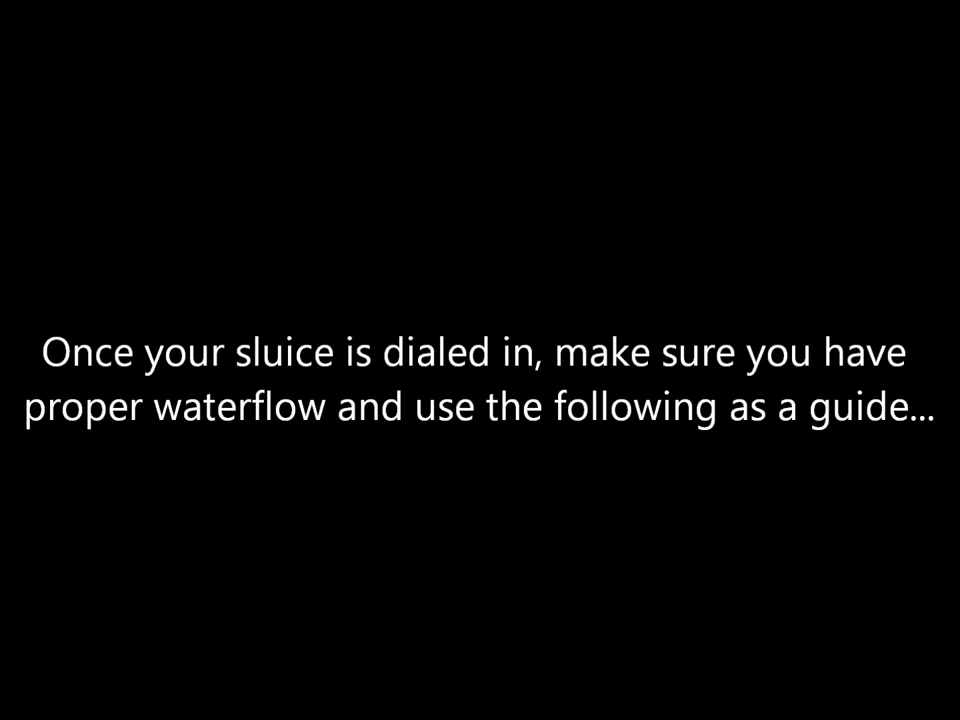 Once your sluice is dialed in, make sure you have
proper waterflow and use the following as a guide...